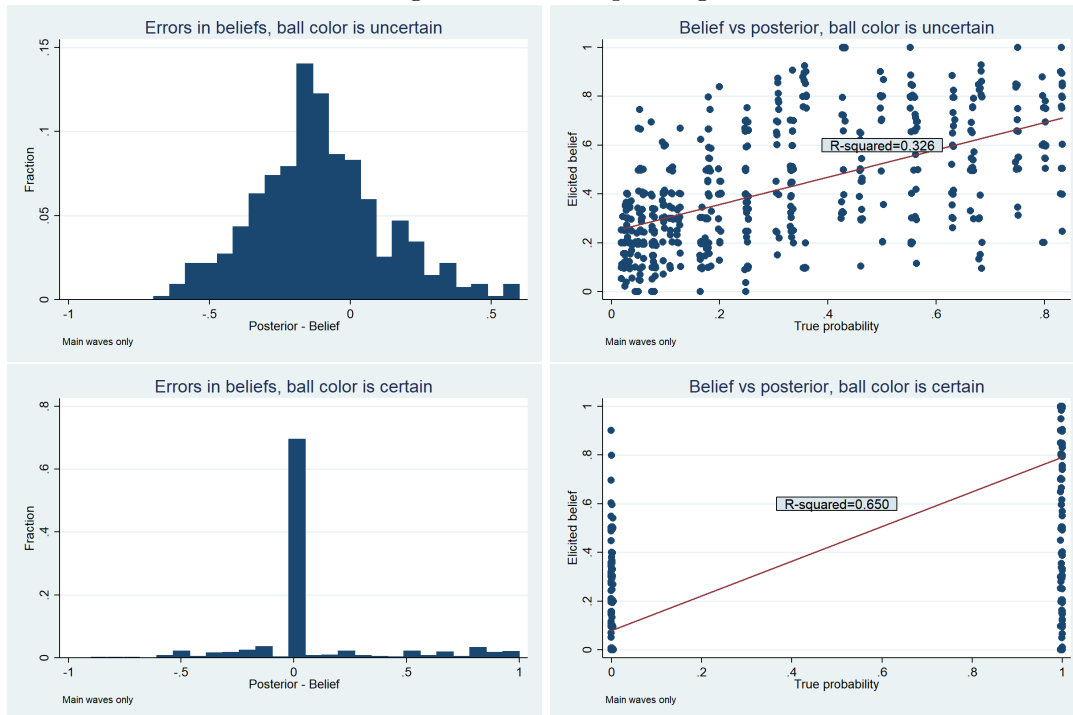 Errors in beliefs, ball color is uncertain
Fraction
.15
.1
.05
0
-1
-.5
0
.5
Posterior - Belief
Main waves only
Belief vs posterior, ball color is uncertain
Elicited belief
1
.8
.6
.4
.2
0
R-squared=0.326
0
.2
.4
.6
.8
True probability
Main waves only
Errors in beliefs, ball color is certain
Fraction
.8
.6
.4
.2
0
-1
-.5
0
.5
1
Posterior - Belief
Main waves only
Belief vs posterior, ball color is certain
Elicited belief
1
.8
.6
.4
.2
0
R-squared=0.650
0
.2
.4
.6
.8
1
True probability
Main waves only